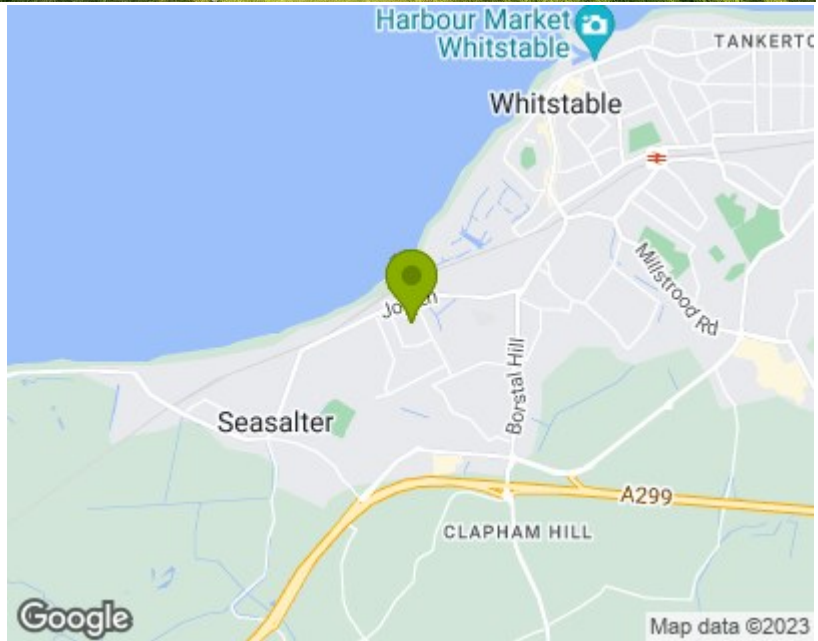 Harbour Market
Whitstable
TANKERTO
Whitstable
Millstrood Rd
Borstal Hill
Seasalter
A299
CLAPHAM HILL
Google
Map data ©2023